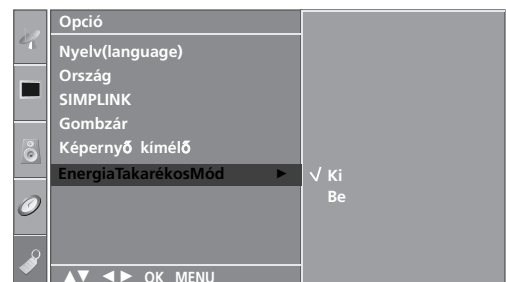 Opció
Nyelv(language)
Ország
SIMPLINK
Gombzár
Képernyő kímélő
EnergiaTakarékosMód ►
√ Ki
Be
▲▼ ◄► OK MENU